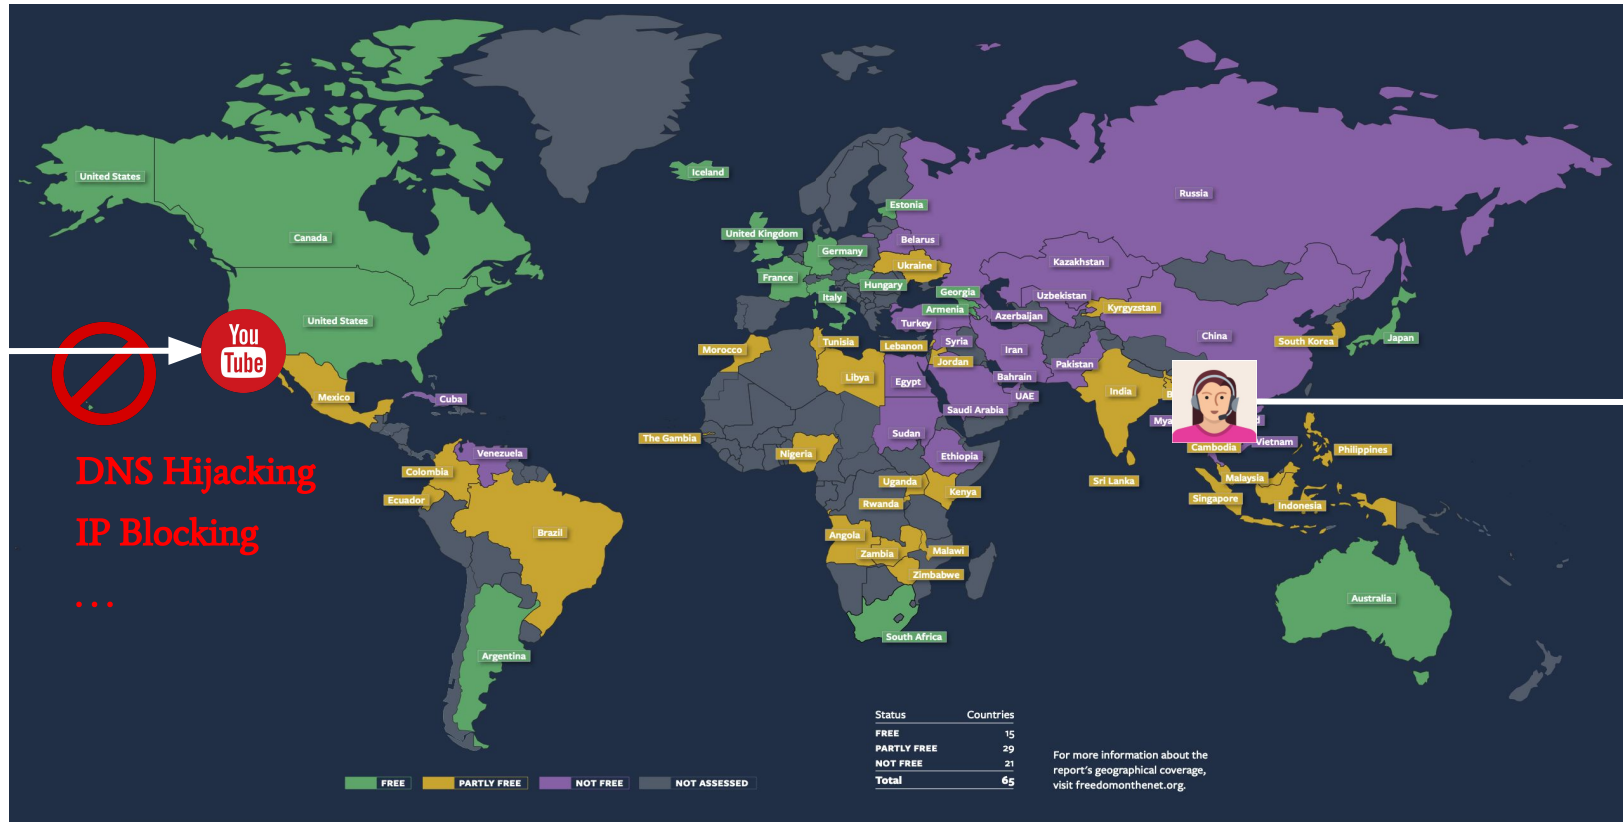 United States
Iceland
Russia
Estonia
United Kingdom
Canada
Belarus
Germany
Ukraine
Kazakhstan
France
Hungary
Georgia
Uzbekistan
Italy
Armenia
Kyrgyzstan
Azerbaijan
United States
Turkey
You
Tube
China
Japan
South Korea
Syria
Tunisia
Lebanon
Morocco
Iran
Jordan
Pakistan
Libya
Bahrain
Egypt
India
UAE
Mexico
Cuba
Saudi Arabia
Mya
Sudan
The Gambia
Vietnam
Cambodia
Philippines
Venezuela
Nigeria
Ethiopia
DNS Hijacking
Colombia
Malaysia
Uganda
Sri Lanka
Kenya
Ecuador
Singapore
Rwanda
Indonesia
IP Blocking
Brazil
Angola
Zambia
Malawi
Zimbabwe
...
Australia
South Africa
Argentina
Status Countries
FREE 15
PARTLY FREE 29
NOT FREE 21
Total 65
For more information about the
report's geographical coverage,
visit freedomonthenet.org.
FREE PARTLY FREE NOT FREE NOT ASSESSED